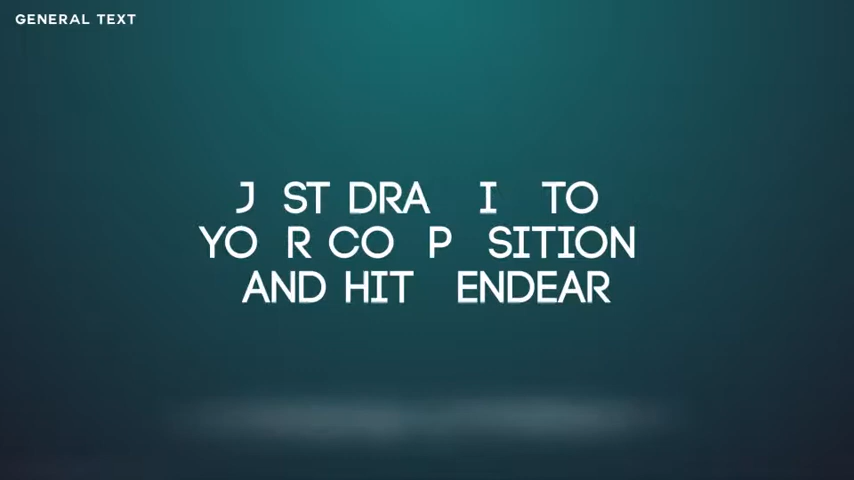 GENERAL TEXT
J ST DRA I TO
YO R CO P SITION
AND HIT ENDEAR